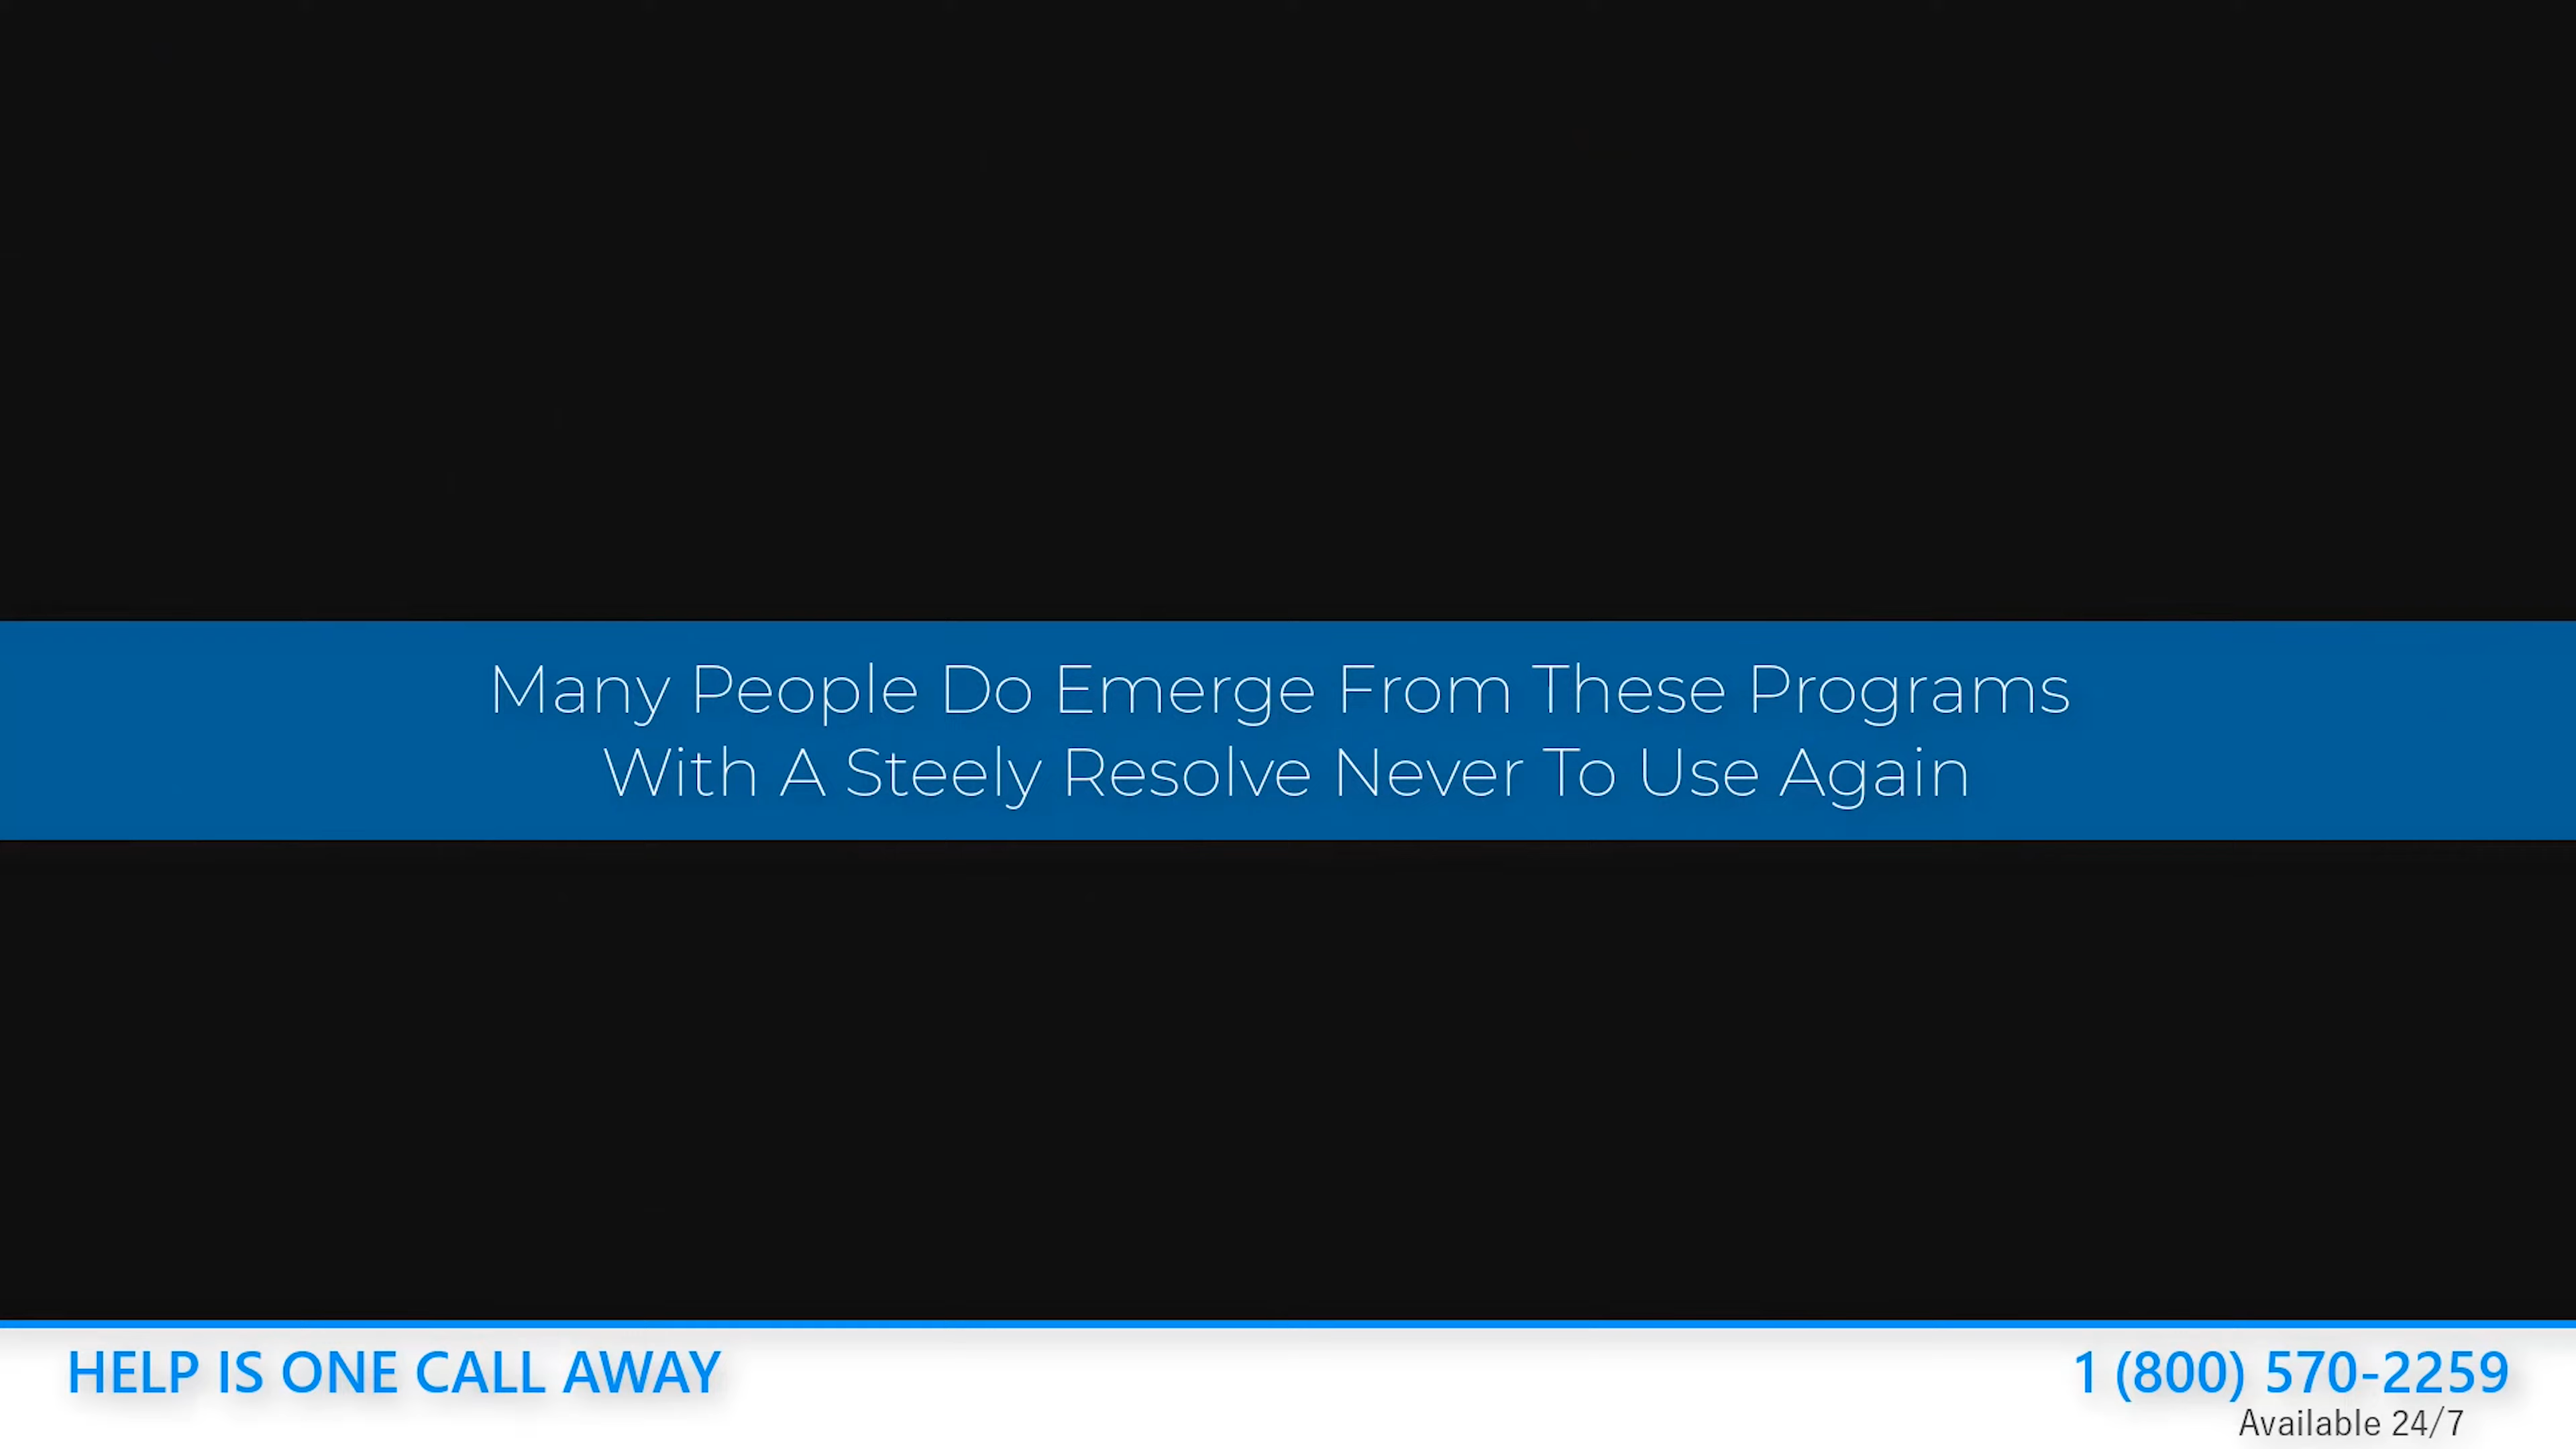 Many People Do Emerge From These Programs
With A Steely Resolve Never To Use Again
HELP IS ONE CALL AWAY
1 (800) 570-2259
Available 24/7